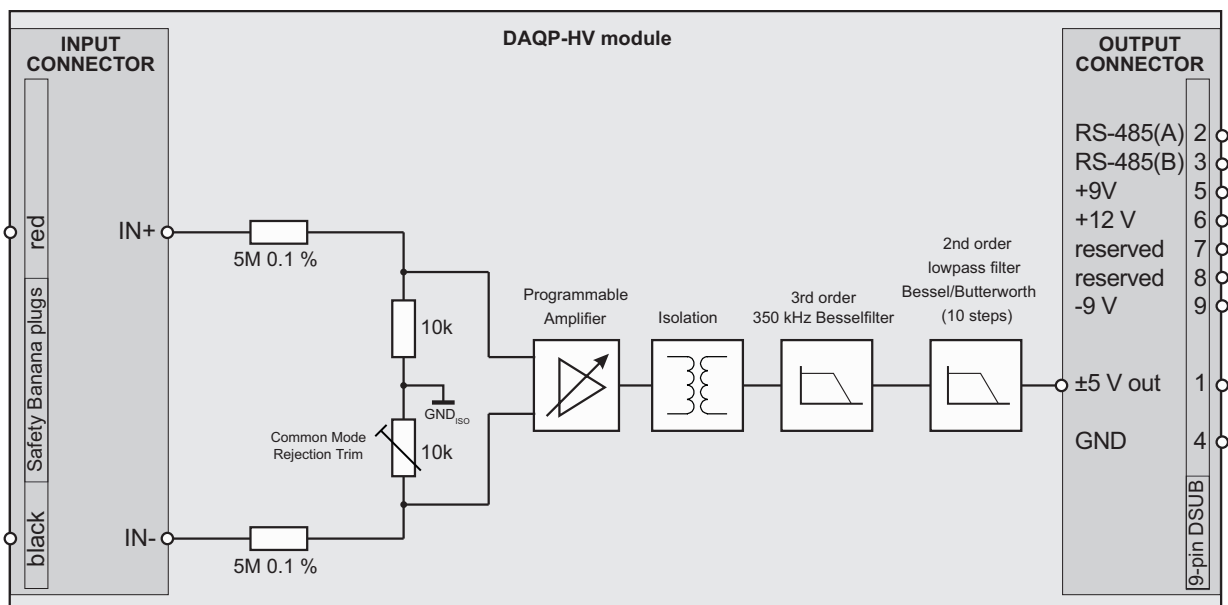 DAQP-HV module
INPUT
CONNECTOR
red
Safety Banana plugs
black
IN+
IN-
5M 0.1 %
10k
GNDISO
Common Mode
Rejection Trim
10k
5M 0.1 %
Programmable
Amplifier
Isolation
3rd order
350 kHz Besselfilter
2nd order
lowpass filter
Bessel/Butterworth
(10 steps)
OUTPUT
CONNECTOR
RS-485(A) 2
RS-485(B) 3
+9V 5
+12 V 6
reserved 7
reserved 8
-9 V 9
±5 V out 1
GND 4
9-pin DSUB